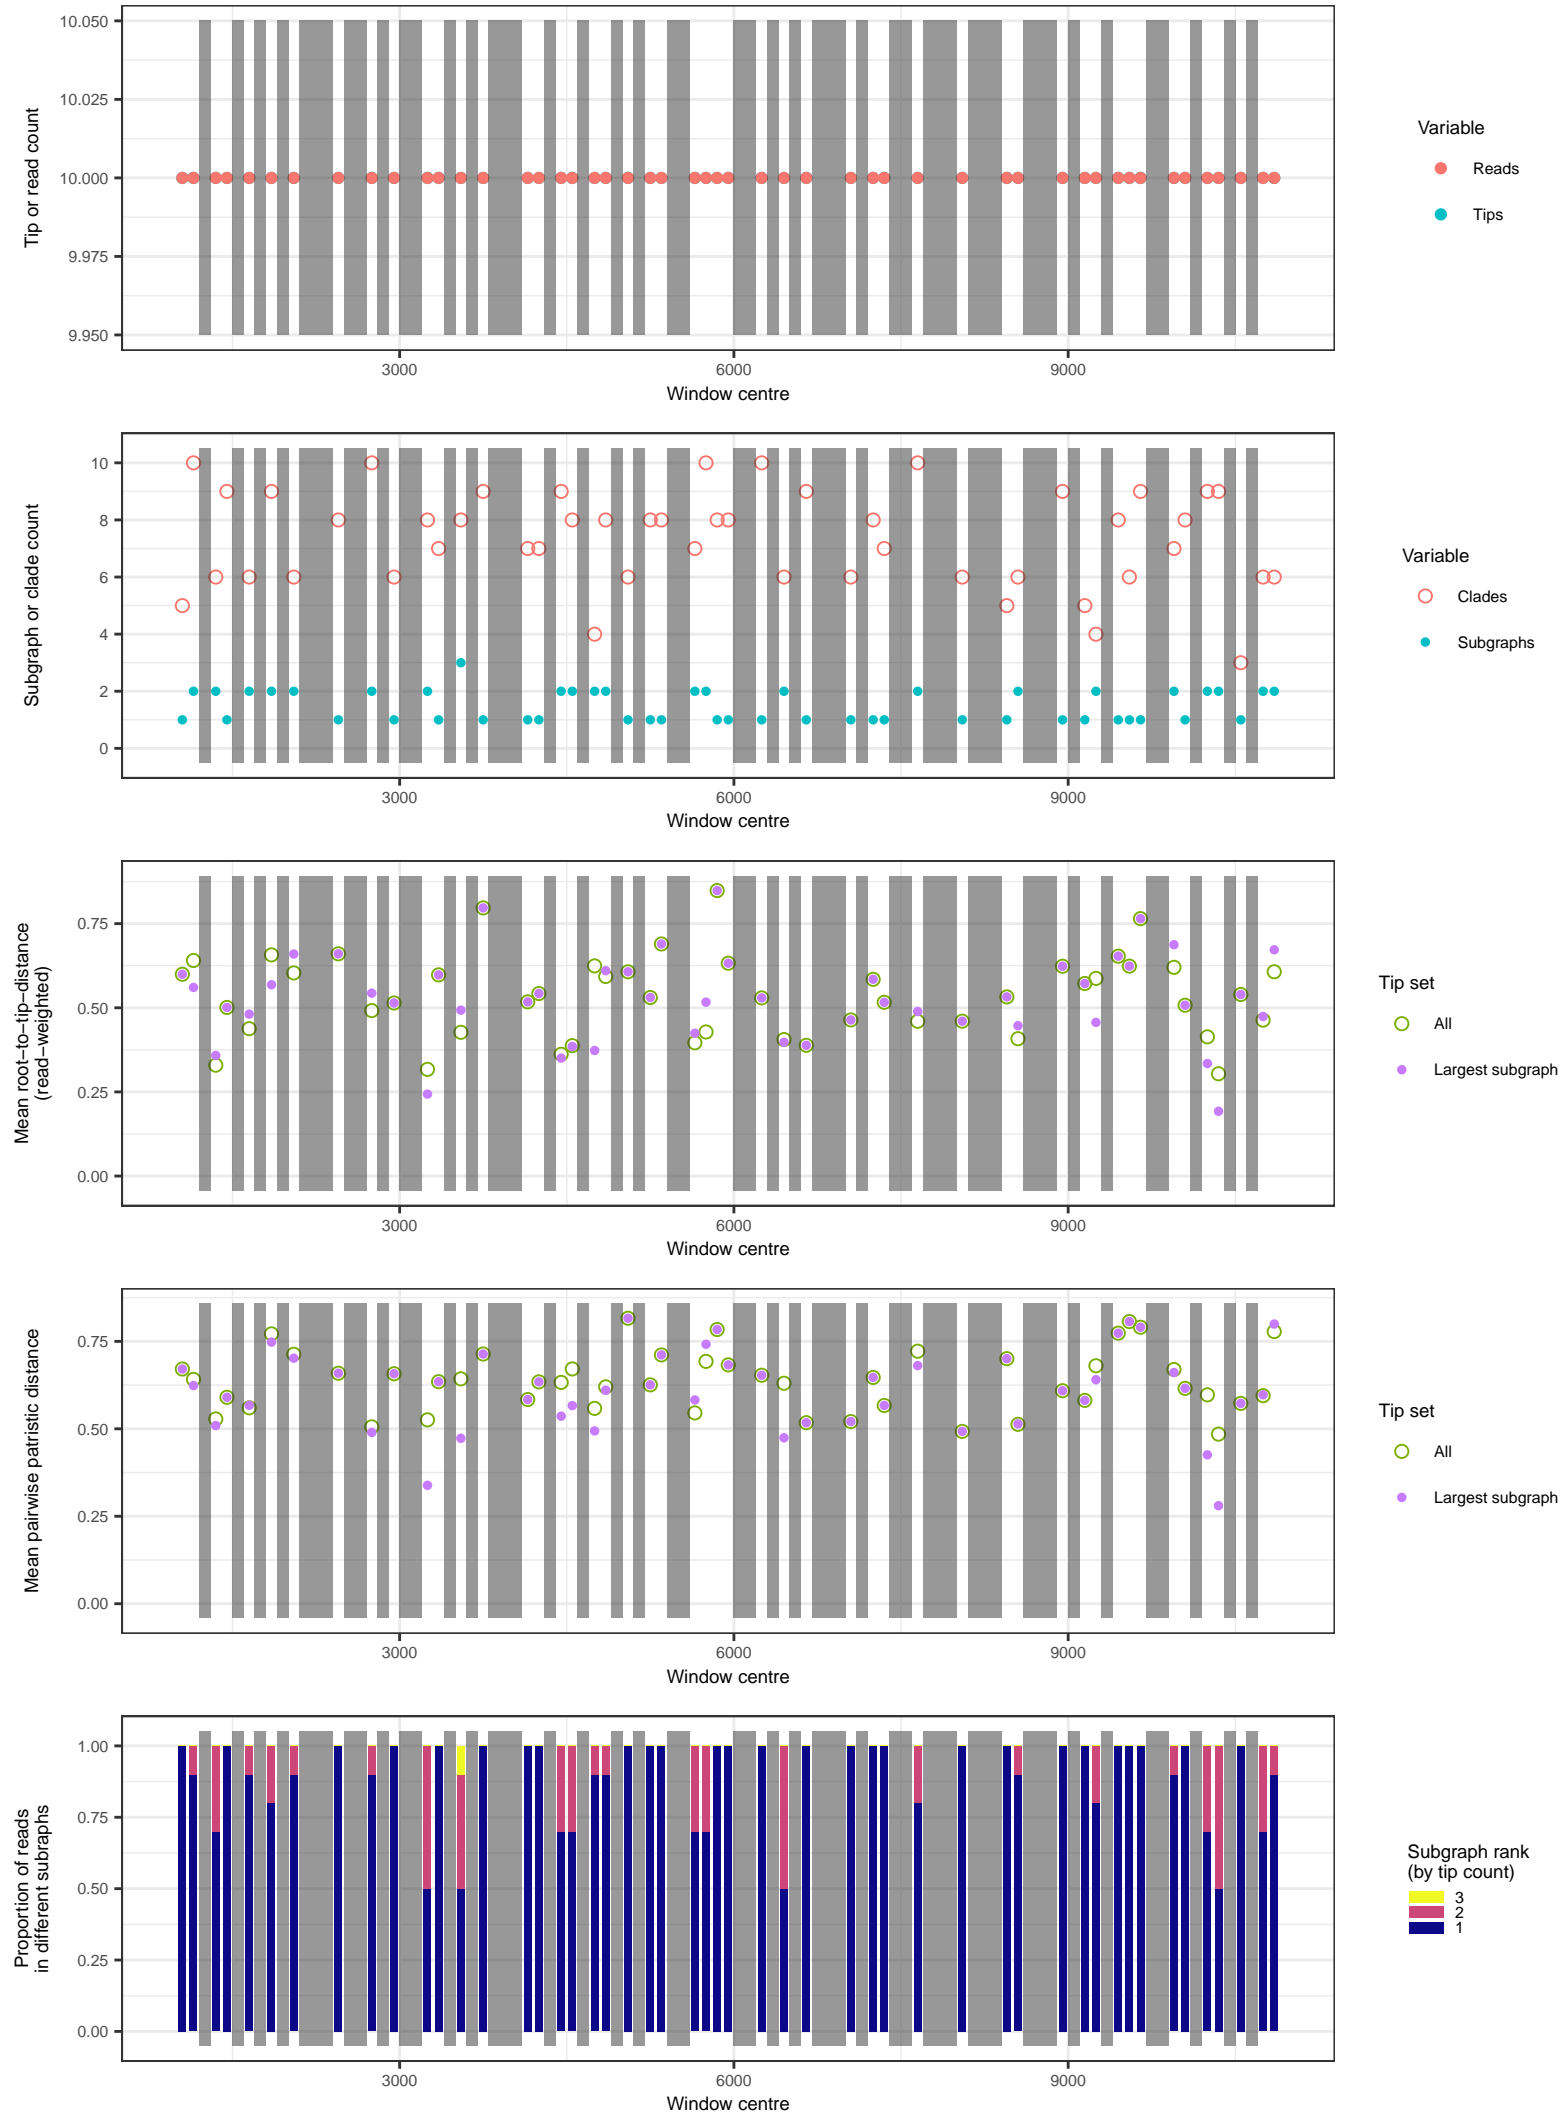 10.050
10.025
10.000
9.975
9.950
Tip or read count
3000
6000
9000
Window centre
Variable
Reads
Tips
10
8
6
4
2
0
Subgraph or clade count
3000
6000
9000
Window centre
Variable
Clades
Subgraphs
0.75
0.50
0.25
0.00
Mean root−to−tip−distance
(read−weighted)
3000
6000
9000
Window centre
Tip set
All
Largest subgraph
0.75
0.50
0.25
0.00
Mean pairwise patristic distance
3000
6000
9000
Window centre
Tip set
All
Largest subgraph
1.00
0.75
0.50
0.25
0.00
Proportion of reads
in different subraphs
3000
6000
9000
Window centre
Subgraph rank
(by tip count)
3
2
1